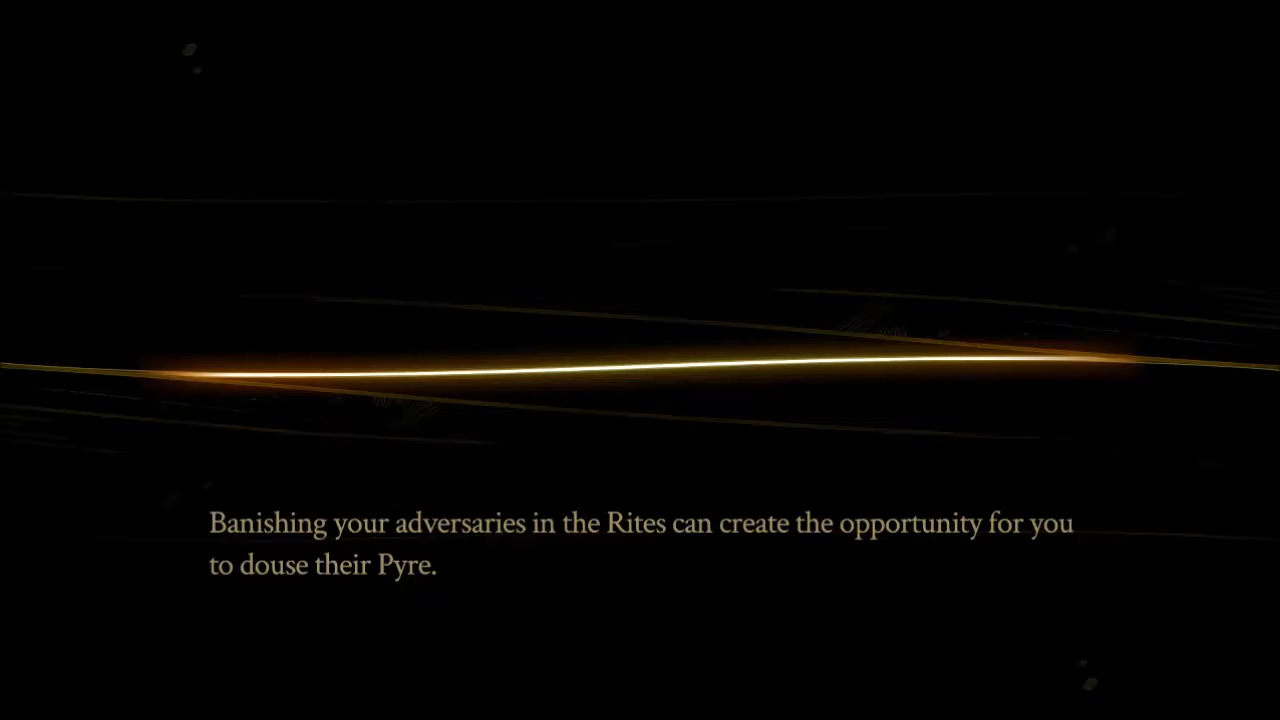 Banishing your adversaries in the Rites can create the opportunity for you
to douse their Pyre.